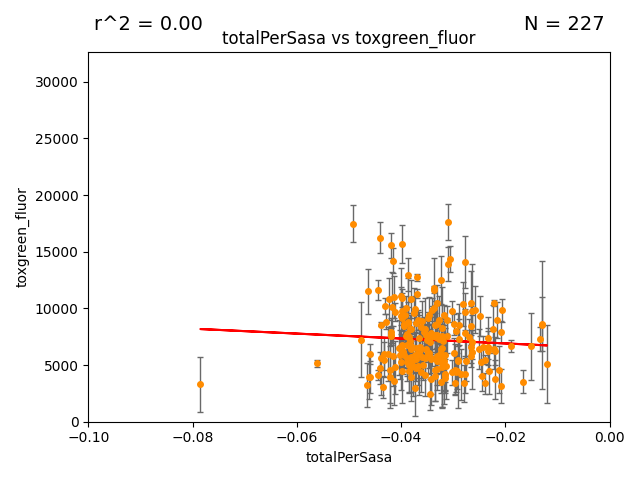 r^2 = 0.00
N = 227
totalPerSasa vs toxgreen_fluor
30000
25000
20000
15000
10000
5000
0
toxgreen_fluor
−0.10
−0.08
−0.06
−0.04
−0.02
0.00
totalPerSasa